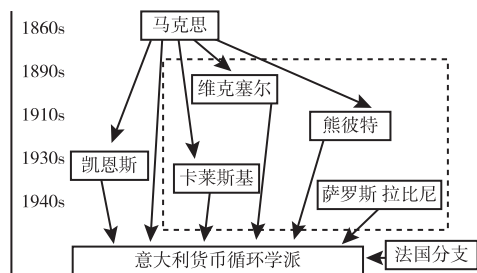 1860s
马克思
1890s
维克塞尔
1910s
熊彼特
1930s
凯恩斯
卡莱斯基
1940s
萨罗斯 拉比尼
意大利货币循环学派
法国分支